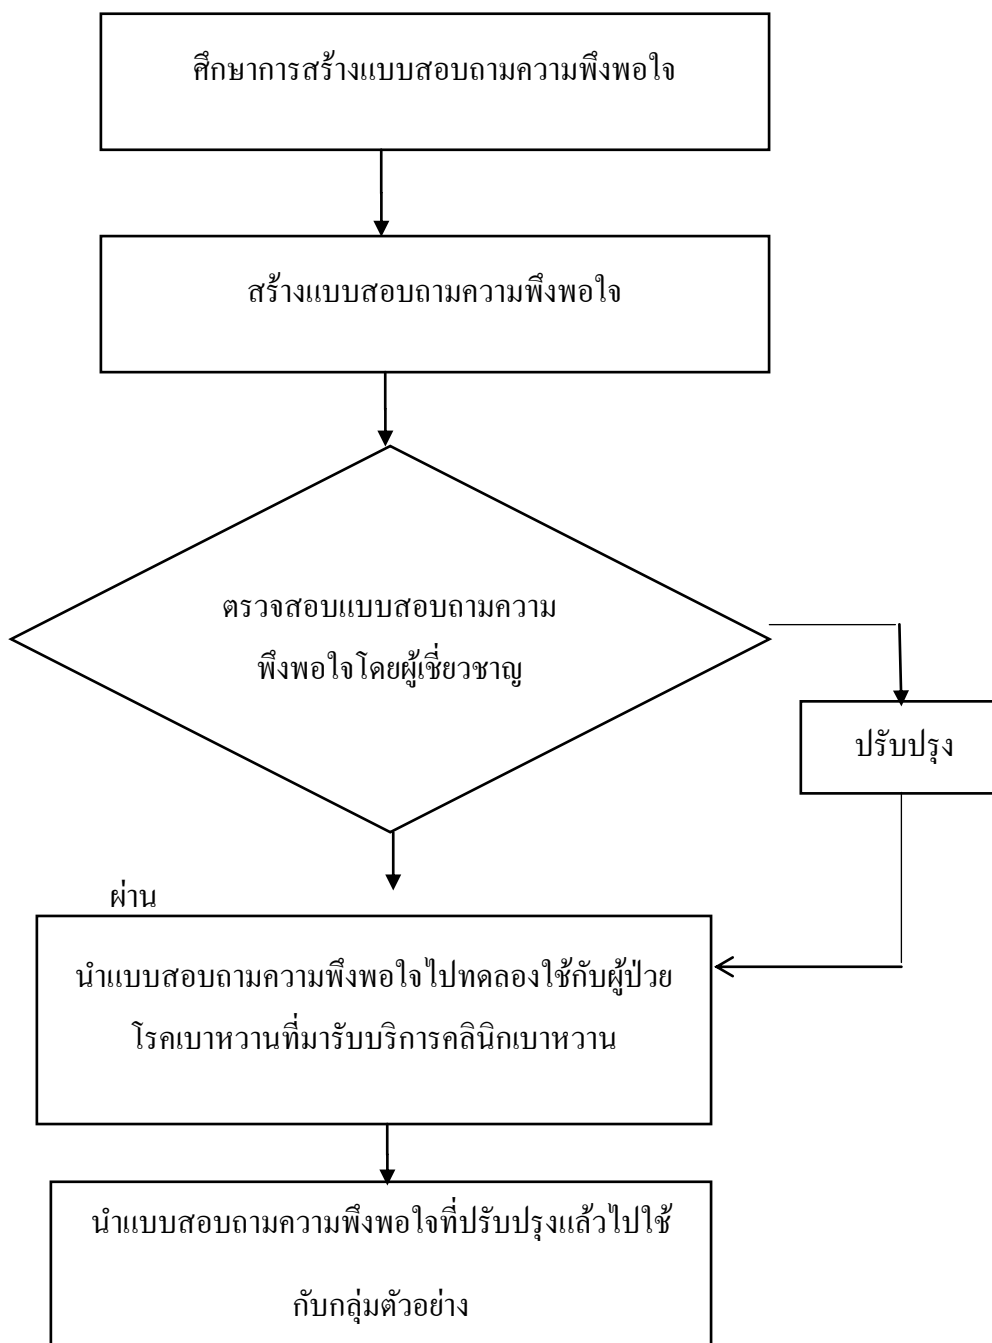 ศึกษาการสร้างแบบสอบถามความพึงพอใจ
สร้างแบบสอบถามความพึงพอใจ
ตรวจสอบแบบสอบถามความ
พึงพอใจโดยผู้เชี่ยวชาญ
ปรับปรุง
ผ่าน
นำแบบสอบถามความพึงพอใจไปทดลองใช้กับผู้ป่วย
โรคเบาหวานที่มารับบริการคลินิกเบาหวาน
นำแบบสอบถามความพึงพอใจที่ปรับปรุงแล้วไปใช้
กับกลุ่มตัวอย่าง